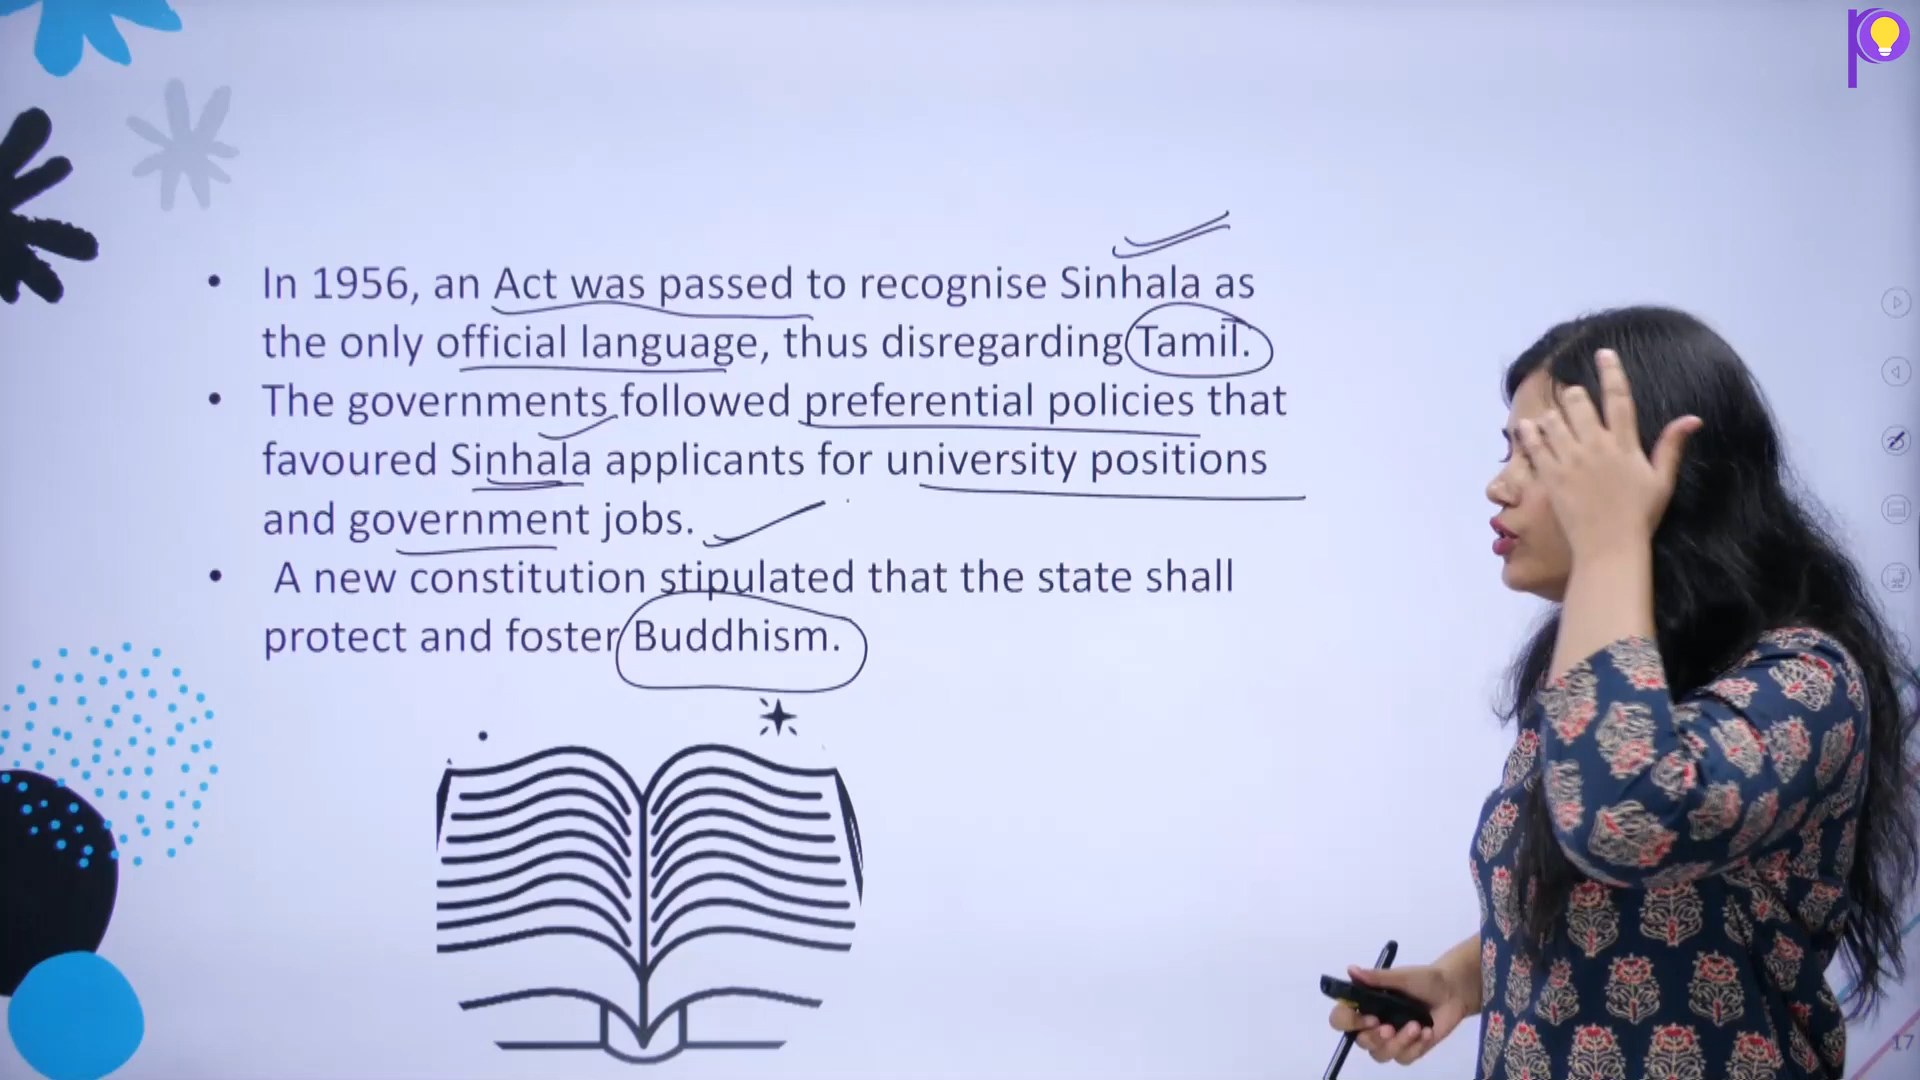 • In 1956, an Act was passed to recognise Sinhala as
the only official language, thus disregarding Tamil.
• The governments followed preferential policies that
favoured Sinhala applicants for university positions
and government jobs.
• A new constitution stipulated that the state shall
protect and foster Buddhism.
17